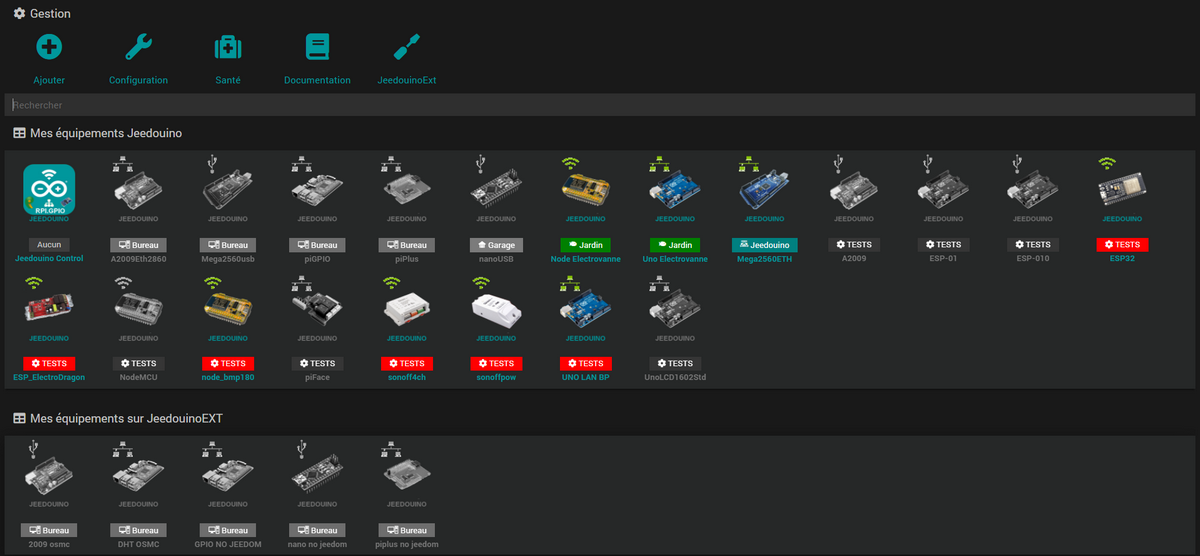 Gestion
Ajouter Configuration Santé Documentation JeedouinoExt
Rechercher
Mes équipements Jeedouino
RPI.GPIO
JEEDOUINO JEEDOUINO JEEDOUINO JEEDOUINO JEEDOUINO JEEDOUINO JEEDOUINO JEEDOUINO JEEDOUINO JEEDOUINO JEEDOUINO JEEDOUINO JEEDOUINO
Aucun Bureau Bureau Bureau Bureau Garage Jardin Jardin Jeedouino TESTS TESTS TESTS TESTS
Jeedouino Control A2009Eth2860 Mega2560usb piGPIO piPlus nanoUSB Node Electrovanne Uno Electrovanne Mega2560ETH A2009 ESP-01 ESP-010 ESP32
JEEDOUINO JEEDOUINO JEEDOUINO JEEDOUINO JEEDOUINO JEEDOUINO JEEDOUINO JEEDOUINO
TESTS TESTS TESTS TESTS TESTS TESTS TESTS TESTS
ESP_ElectroDragon NodeMCU node_bmp180 piFace sonoff4ch sonoffpow UNO LAN BP UnoLCD1602Std
Mes équipements sur JeedouinoEXT
JEEDOUINO JEEDOUINO JEEDOUINO JEEDOUINO JEEDOUINO
Bureau Bureau Bureau Bureau Bureau
2009 osmc DHT OSMC GPIO NO JEEDOM nano no jeedom piplus no jeedom